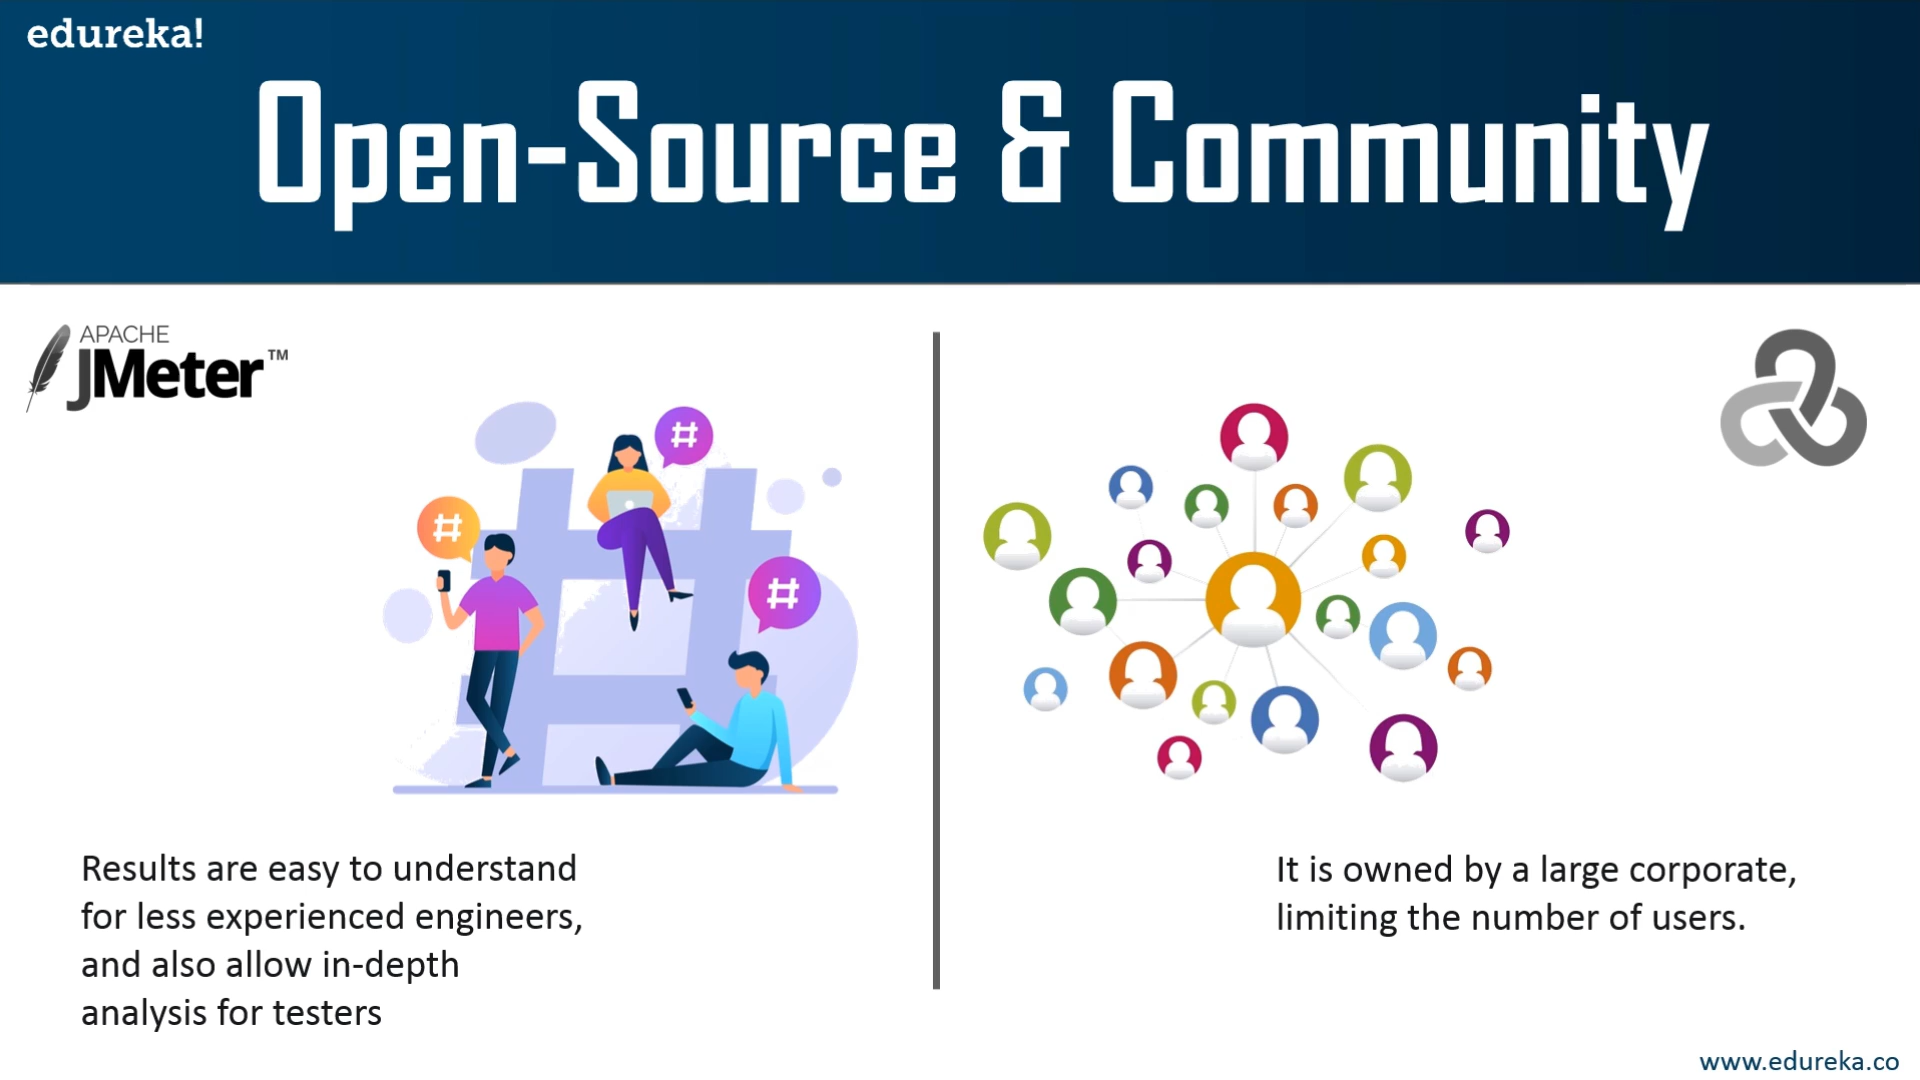 edureka!
Open-Source & Community
APACHE
JMeter™
#
#
#
Results are easy to understand
for less experienced engineers,
and also allow in-depth
analysis for testers
It is owned by a large corporate,
limiting the number of users.
www.edureka.co